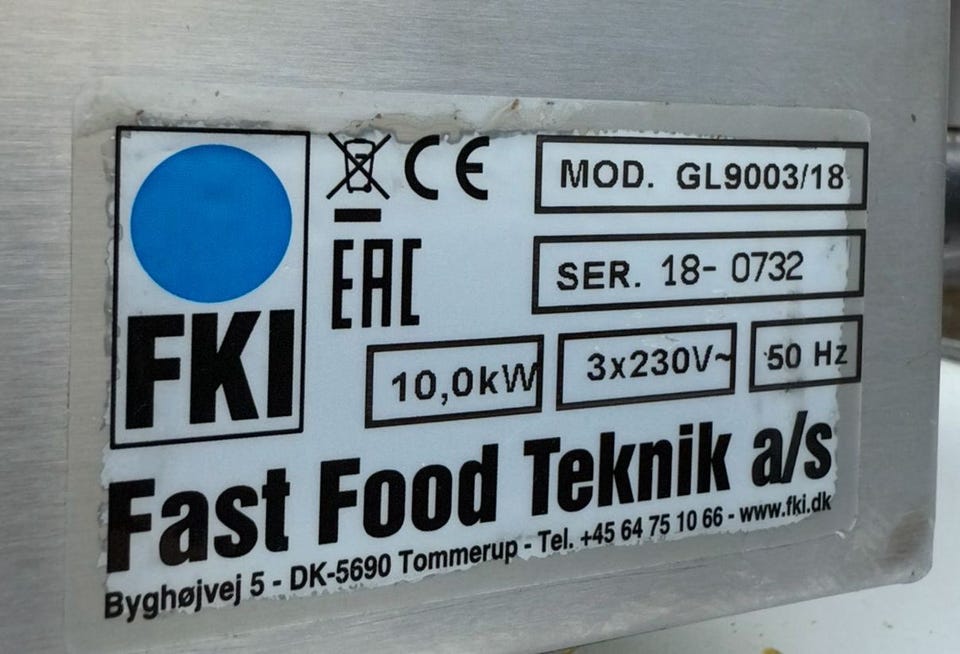 FKI
CE
EAC
MOD. GL9003/18
SER. 18- 0732
10,0kW
3x230V~
50 Hz
Fast Food Teknik a/s
Byghøjvej 5 - DK-5690 Tommerup - Tel. +45 64 75 10 66 - www.fki.dk